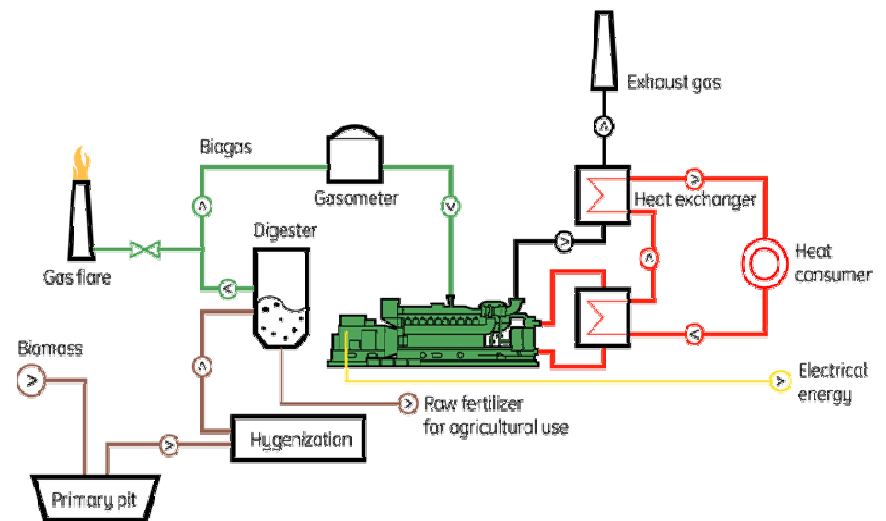 Exhaust gas
Biogas
Gasometer
Heat exchanger
Digester
Gas flare
Heat
consumer
Biomass
Electrical
energy
Raw fertilizer
for agricultural use
Hygenization
Primary pit